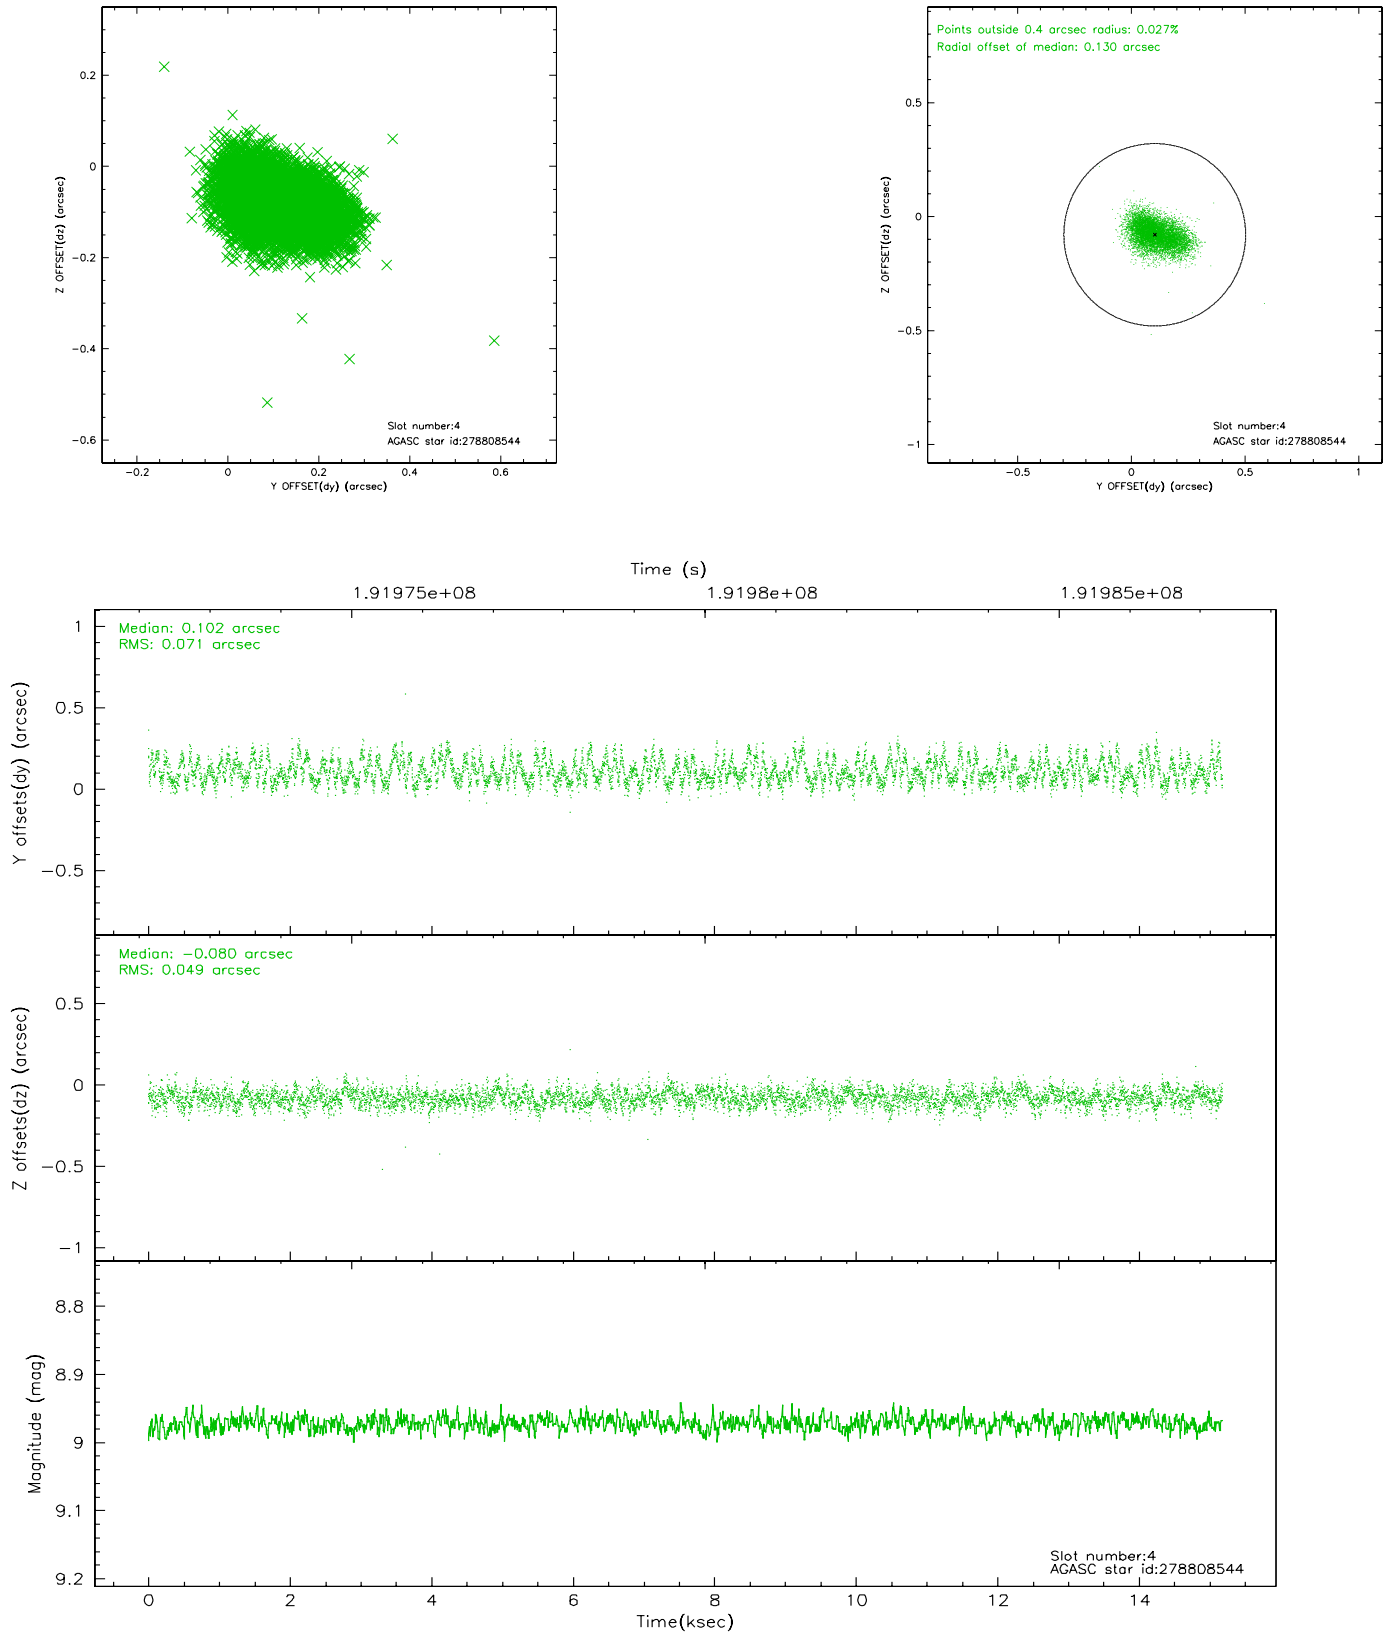 0.2
0
−0.2
−0.4
−0.6
−0.2
0
0.2
0.4
0.6
Z OFFSET(dz) (arcsec)
Y OFFSET(dy) (arcsec)
Slot number:4
AGASC star id:278808544
Points outside 0.4 arcsec radius: 0.027%
Radial offset of median: 0.130 arcsec
0.5
0
−0.5
−1
−0.5
0
0.5
1
Z OFFSET(dz) (arcsec)
Y OFFSET(dy) (arcsec)
Slot number:4
AGASC star id:278808544
Time (s)
1.91975e+08
1.9198e+08
1.91985e+08
Median: 0.102 arcsec
RMS: 0.071 arcsec
1
0.5
0
−0.5
Y offsets(dy) (arcsec)
Median: −0.080 arcsec
RMS: 0.049 arcsec
0.5
0
−0.5
−1
Z offsets(dz) (arcsec)
8.8
8.9
9
9.1
9.2
Magnitude (mag)
Slot number:4
AGASC star id:278808544
0
2
4
6
8
10
12
14
Time(ksec)